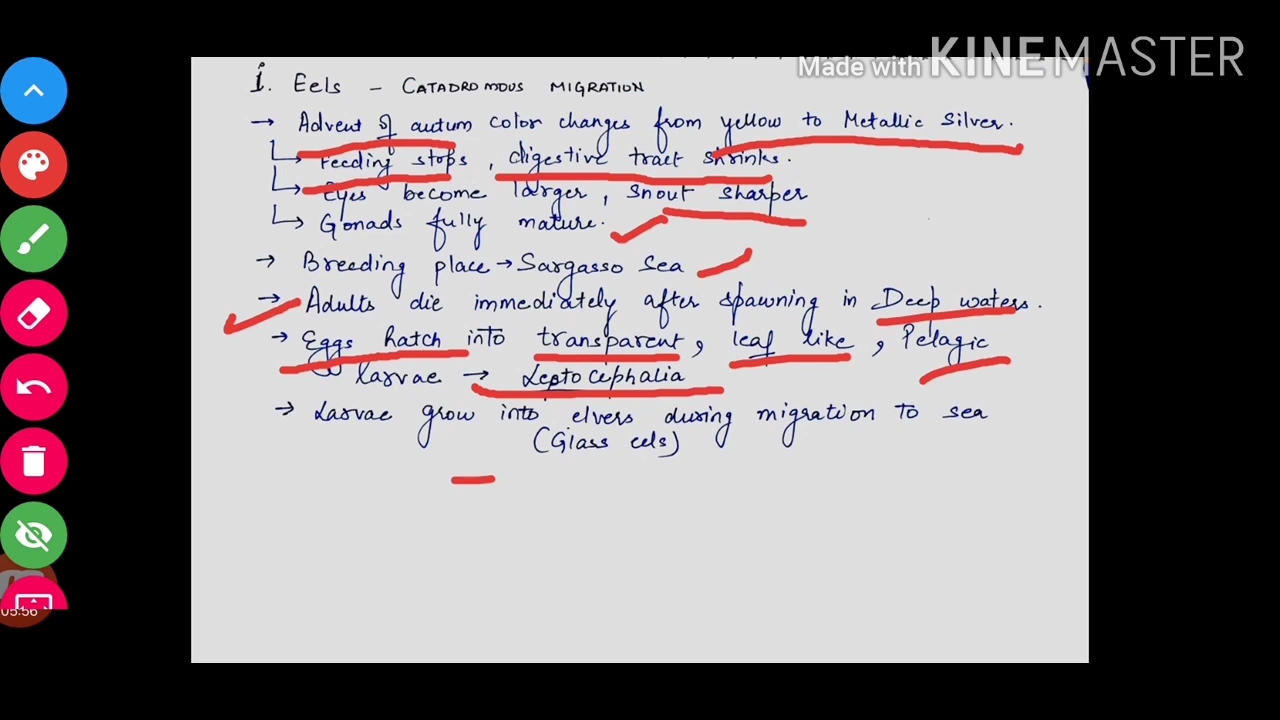 Made with KINEMASTER
i. Eels - CATADROMOUS MIGRATION
→ Advent of autum color changes from yellow to Metallic Silver.
↳ Feeding stops, digestive tract shrinks.
↳ Eyes become larger, snout sharper
↳ Gonads fully mature.
→ Breeding place → Sargasso sea
→ Adults die immediately after spawning in Deep waters.
→ Eggs hatch into transparent, leaf like, Pelagic
larvae → Leptocephalia
→ Larvae grow into elvers during migration to sea
(Glass eels)
05:56